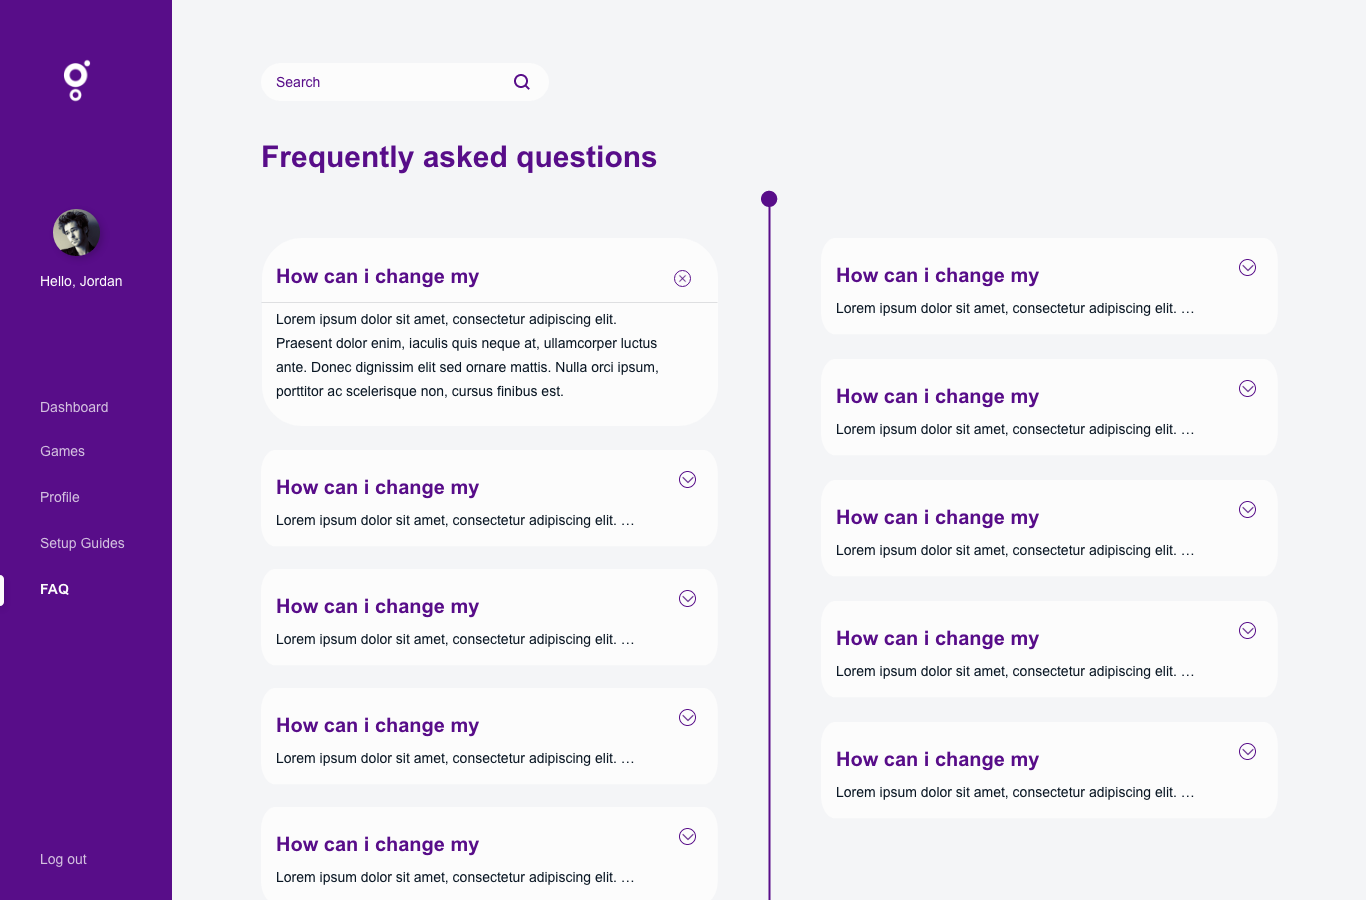 Search
Frequently asked questions
Hello, Jordan
Dashboard
Games
Profile
Setup Guides
FAQ
Log out
How can i change my
Lorem ipsum dolor sit amet, consectetur adipiscing elit.
Praesent dolor enim, iaculis quis neque at, ullamcorper luctus
ante. Donec dignissim elit sed ornare mattis. Nulla orci ipsum,
porttitor ac scelerisque non, cursus finibus est.
How can i change my
Lorem ipsum dolor sit amet, consectetur adipiscing elit. …
How can i change my
Lorem ipsum dolor sit amet, consectetur adipiscing elit. …
How can i change my
Lorem ipsum dolor sit amet, consectetur adipiscing elit. …
How can i change my
Lorem ipsum dolor sit amet, consectetur adipiscing elit. …
How can i change my
Lorem ipsum dolor sit amet, consectetur adipiscing elit. …
How can i change my
Lorem ipsum dolor sit amet, consectetur adipiscing elit. …
How can i change my
Lorem ipsum dolor sit amet, consectetur adipiscing elit. …
How can i change my
Lorem ipsum dolor sit amet, consectetur adipiscing elit. …
How can i change my
Lorem ipsum dolor sit amet, consectetur adipiscing elit. …